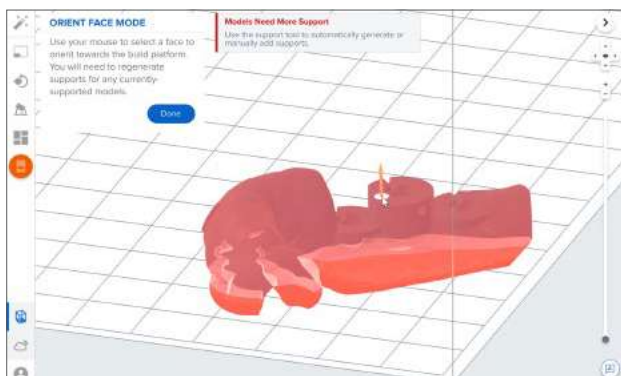 ORIENT FACE MODE
Use your mouse to select a face to
orient towards the build platform.
You will need to regenerate
supports for any currently-
supported models.
Done
Models Need More Support
Use the support tool to automatically generate or
manually add supports.